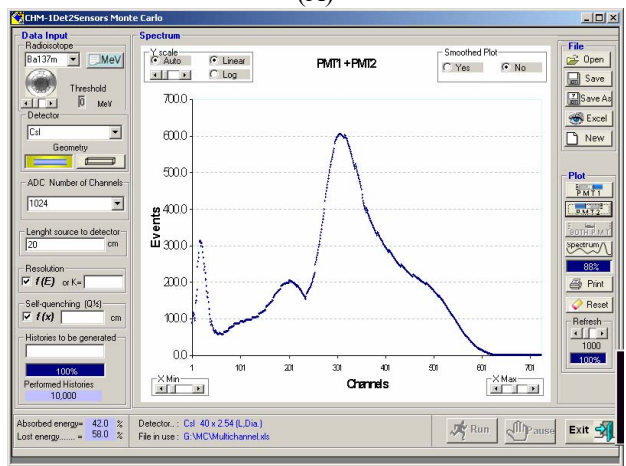 (A)
CHM-1Det2Sensors Monte Carlo
Data Input
Radioisotope
Ba137m
MeV
Threshold
0 MeV
Detector
CsI
Geometry
ADC Number of Channels
1024
Lenght source to detector
20 cm
Resolution
f(E) or K=
Self-quenching (Q½)
f(x) cm
Histories to be generated
100%
Performed Histories
10,000
Spectrum
Y scale
Auto
Linear
Log
PMT1 + PMT2
Smoothed Plot
Yes
No
700.0
600.0
500.0
400.0
300.0
200.0
100.0
0.0
Events
1 101 201 301 401 501 601 701
Channels
X Min
X Max
File
Open
Save
Save As
Excel
New
Plot
PMT1
PMT2
BOTH PMT
Spectrum
88%
Print
Reset
Refresh
1000
100%
Absorbed energy= 42.0 %
Lost energy....... = 58.0 %
Detector.. : CsI 40 x 2.54 (L.Dia.)
File in use : G:\MC\Multichannel.xls
Run
Pause
Exit